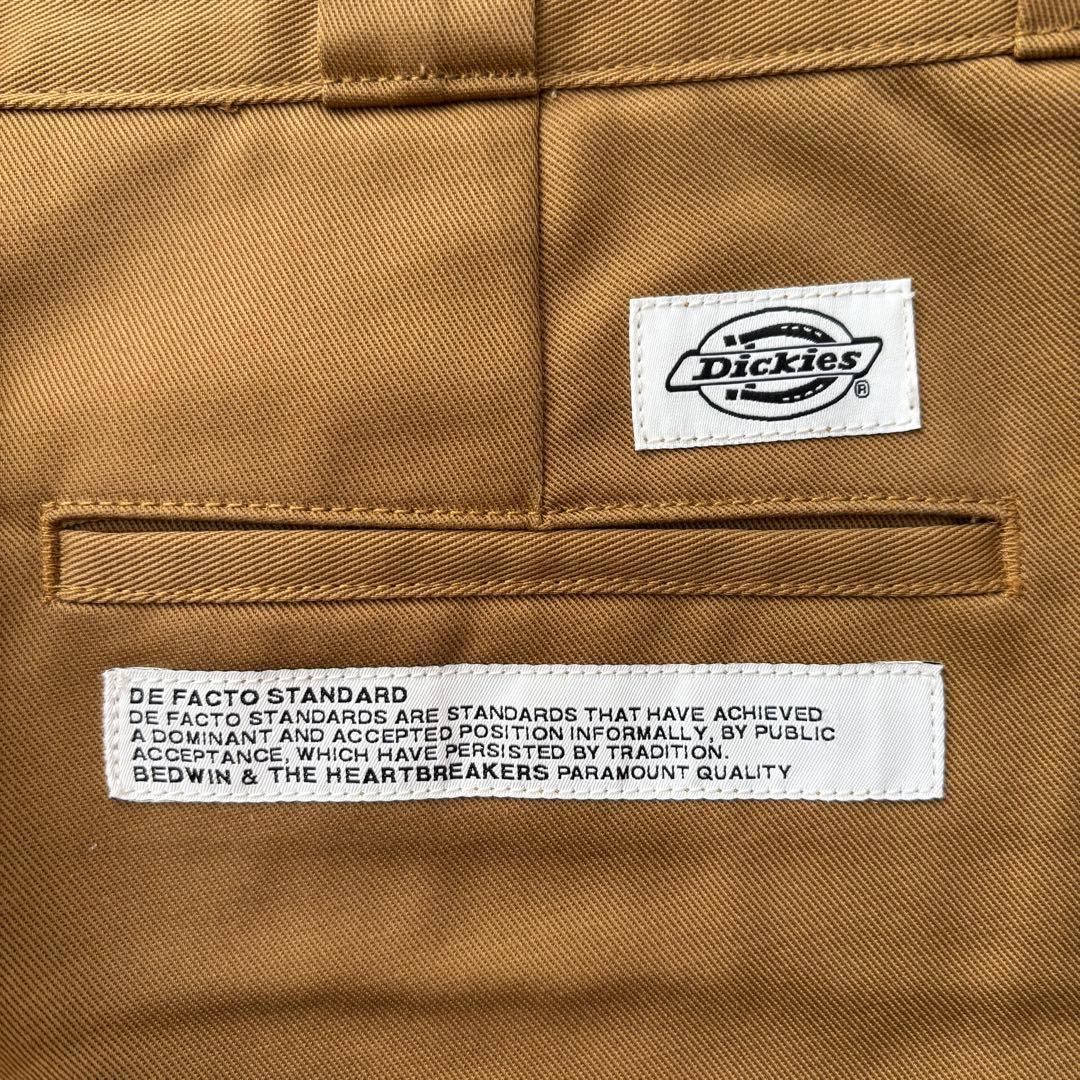 Dickies
®
DE FACTO STANDARD
DE FACTO STANDARDS ARE STANDARDS THAT HAVE ACHIEVED
A DOMINANT AND ACCEPTED POSITION INFORMALLY, BY PUBLIC
ACCEPTANCE, WHICH HAVE PERSISTED BY TRADITION.
BEDWIN & THE HEARTBREAKERS PARAMOUNT QUALITY